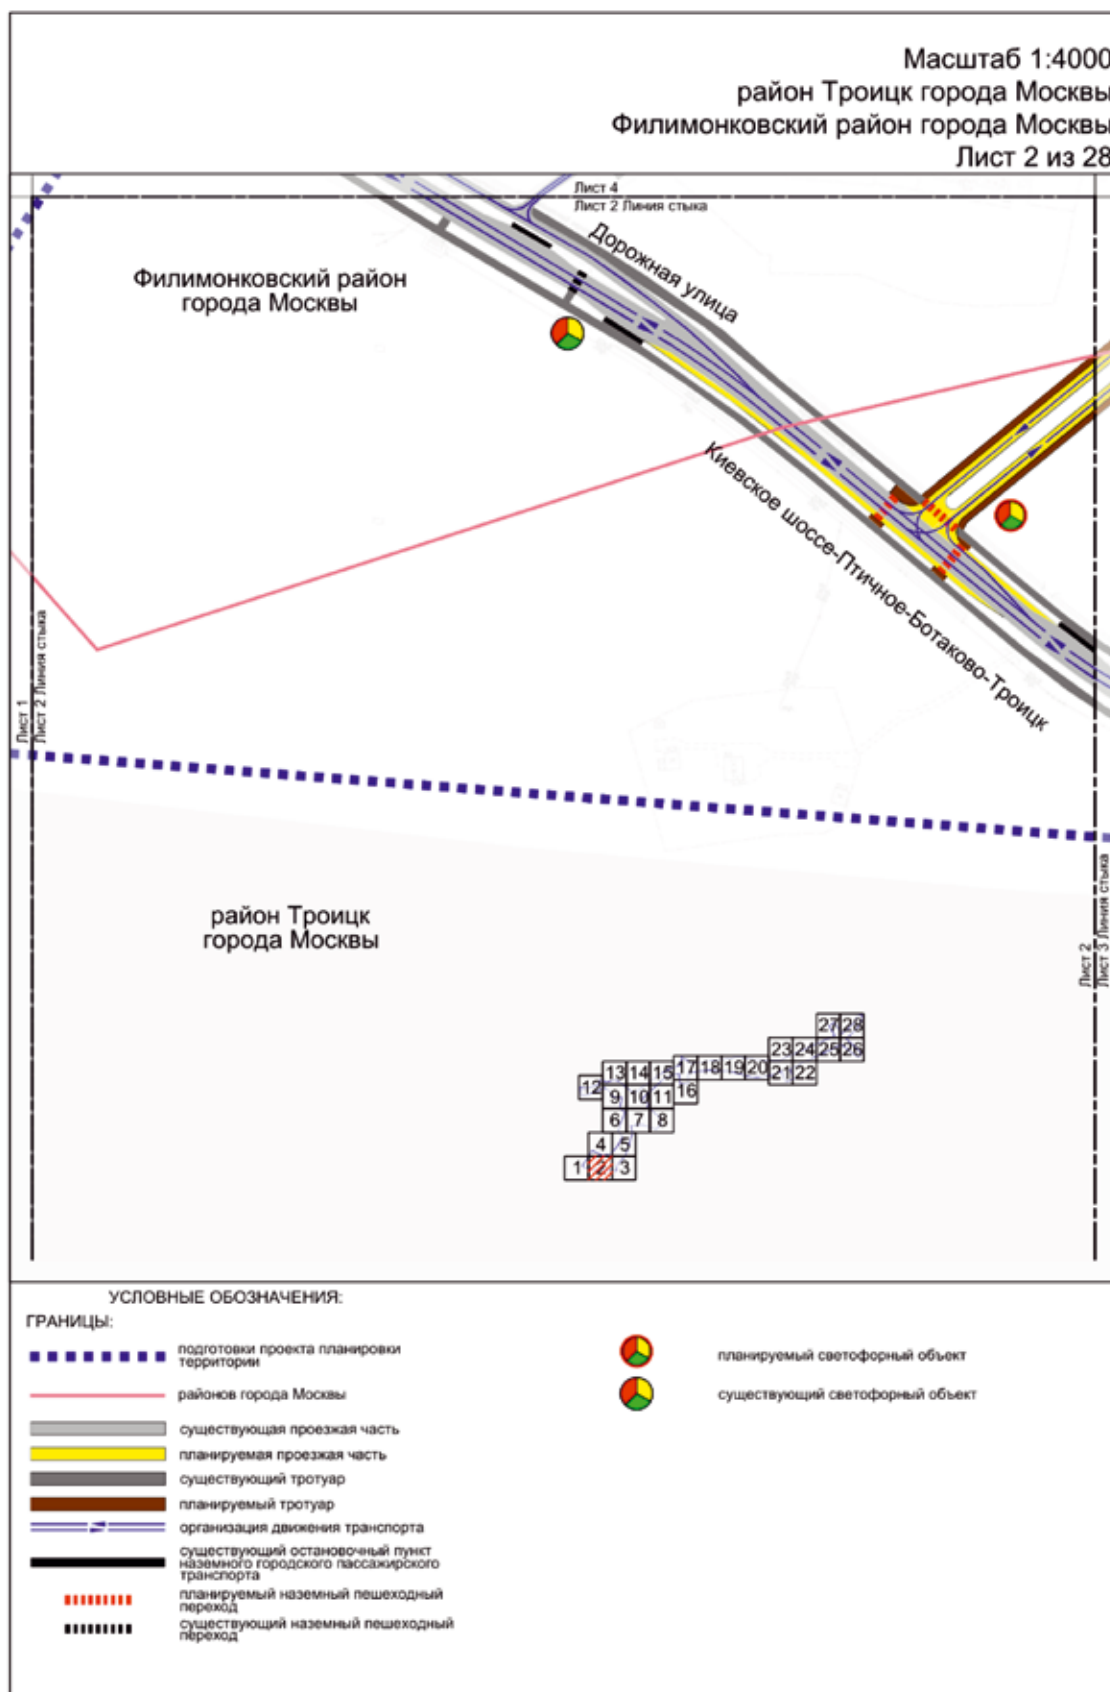 Масштаб 1:4000
район Троицк города Москвы
Филимонковский район города Москвы
Лист 2 из 28
Лист 4
Лист 2 Линия стыка
Дорожная улица
Филимонковский район
города Москвы
Киевское шоссе-Птичное-Ботаково-Троицк
Лист 1
Лист 2 Линия стыка
район Троицк
города Москвы
Лист 2
Лист 3 Линия стыка
27 28
23 24 25 26
13 14 15 17 18 19 20 21 22
12 9 10 11 16
6 7 8
4 5
1 2 3
УСЛОВНЫЕ ОБОЗНАЧЕНИЯ:
ГРАНИЦЫ:
подготовки проекта планировки
территории
районов города Москвы
существующая проезжая часть
планируемая проезжая часть
существующий тротуар
планируемый тротуар
организация движения транспорта
существующий остановочный пункт
наземного городского пассажирского
транспорта
планируемый наземный пешеходный
переход
существующий наземный пешеходный
переход
планируемый светофорный объект
существующий светофорный объект